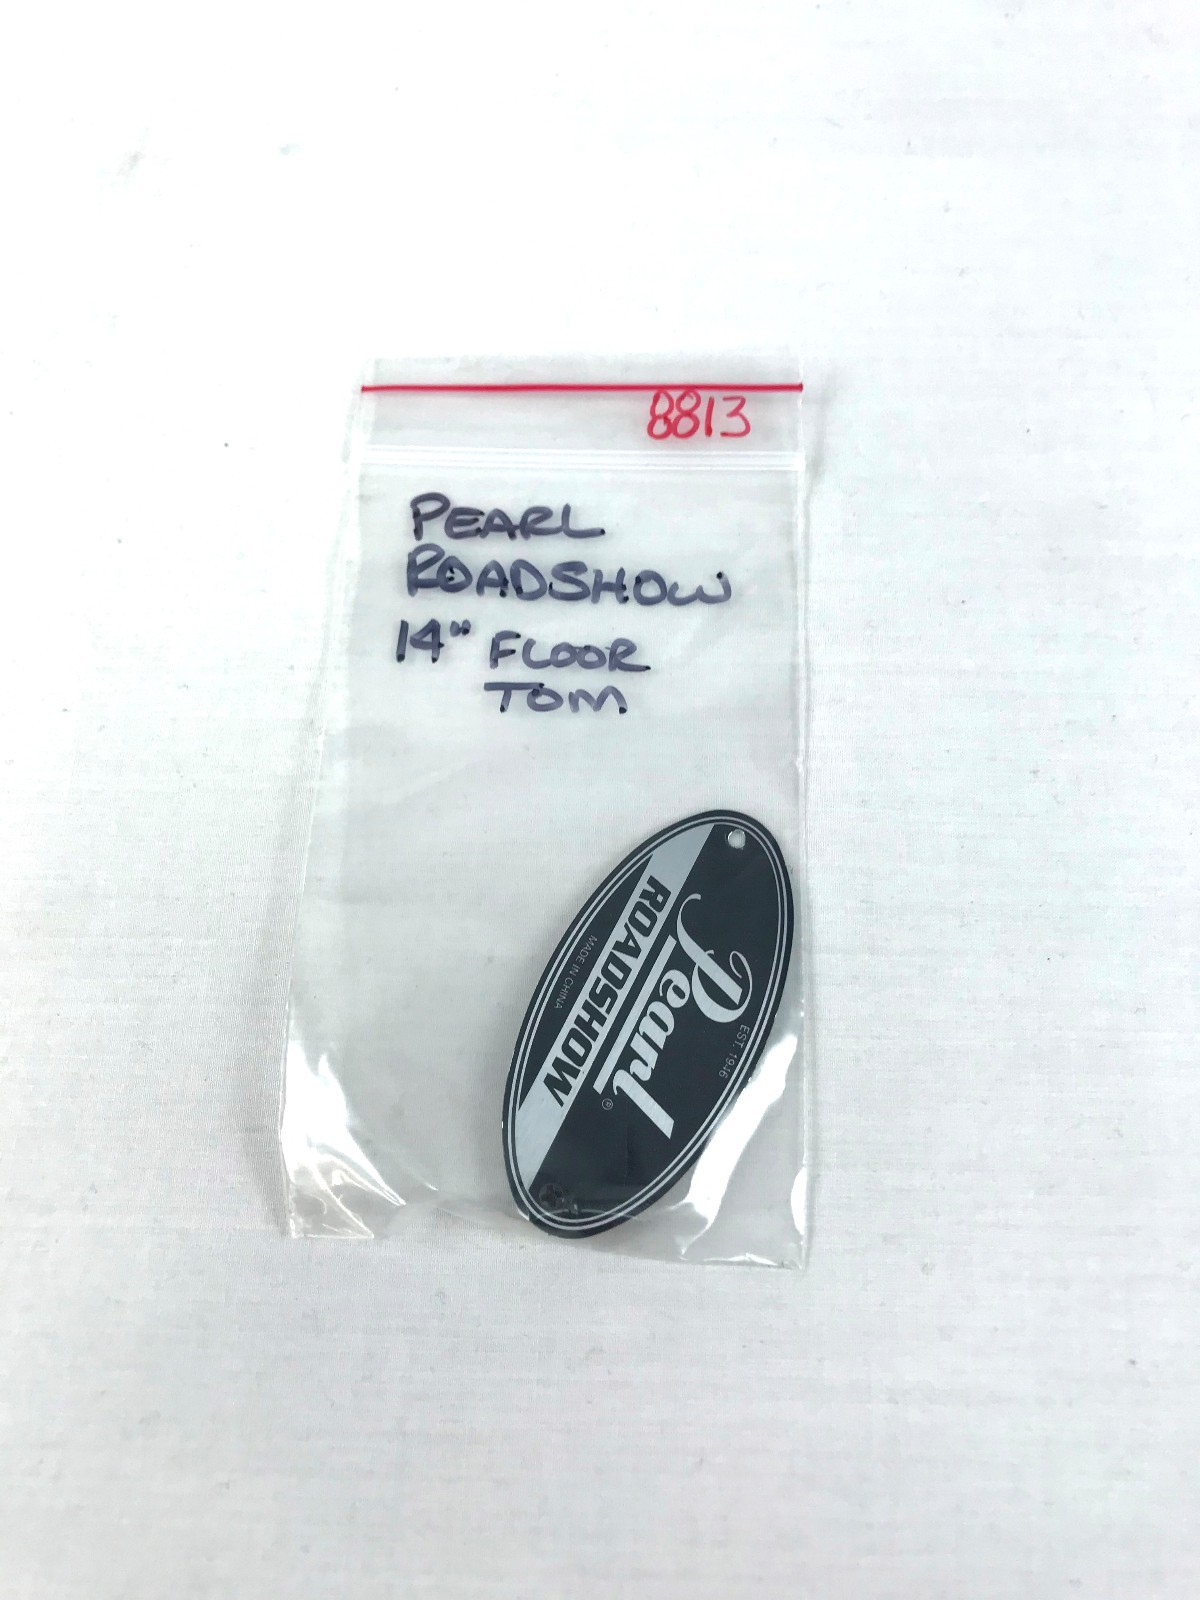 8813
PEARL
ROADSHOW
14" FLOOR
TOM
EST. 1946
Pearl®
ROADSHOW
MADE IN CHINA